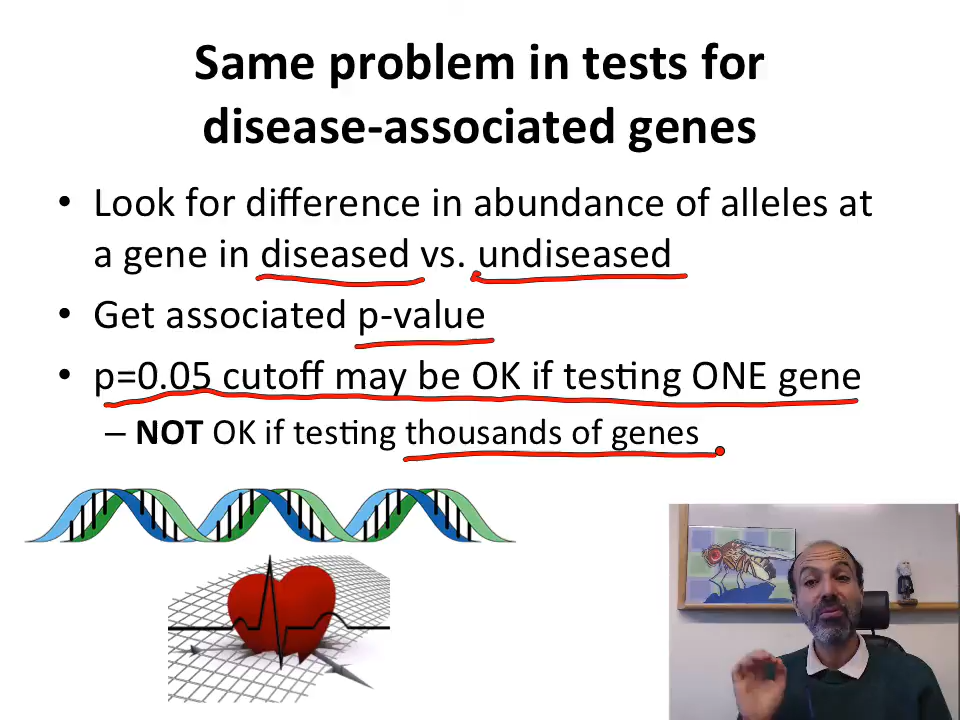 Same problem in tests for
disease-associated genes
• Look for difference in abundance of alleles at
a gene in diseased vs. undiseased
• Get associated p-value
• p=0.05 cutoff may be OK if testing ONE gene
– NOT OK if testing thousands of genes